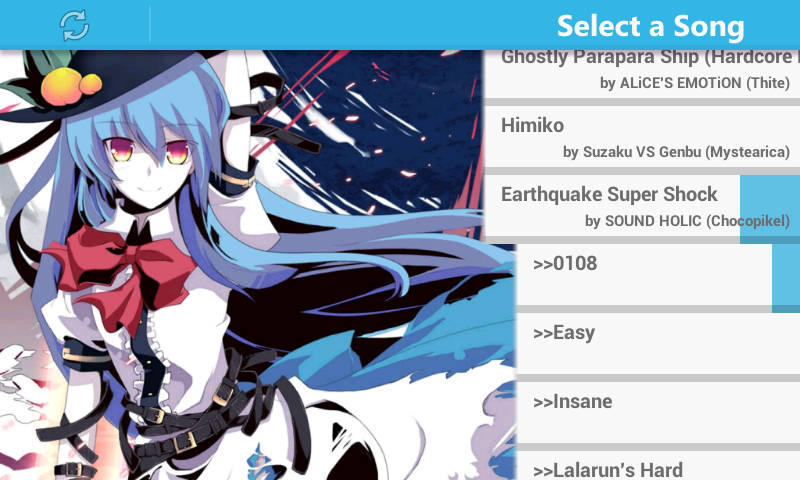 Select a Song
Ghostly Parapara Ship (Hardcore
by ALiCE'S EMOTiON (Thite)
Himiko
by Suzaku VS Genbu (Mystearica)
Earthquake Super Shock
by SOUND HOLIC (Chocopikel)
>>0108
>>Easy
>>Insane
>>Lalarun's Hard